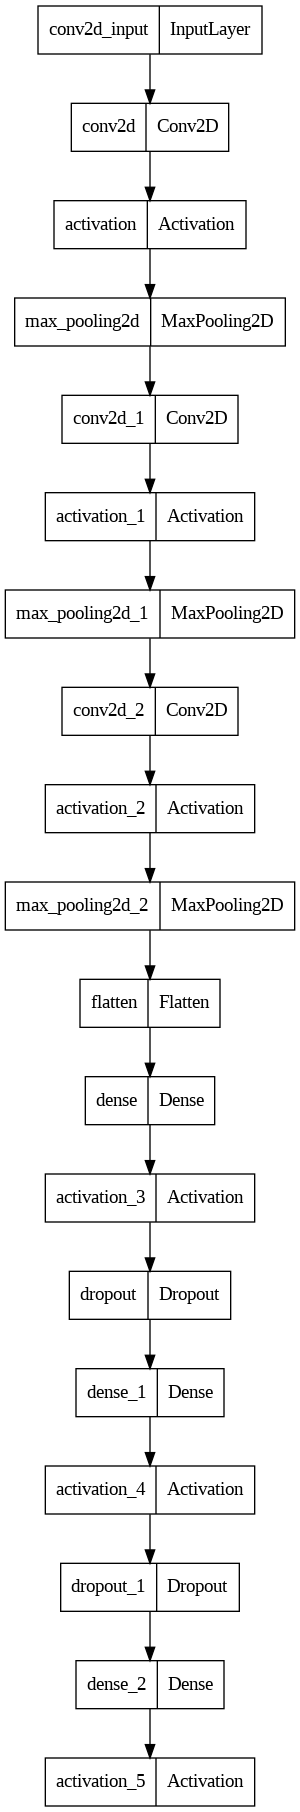 conv2d_input InputLayer
conv2d Conv2D
activation Activation
max_pooling2d MaxPooling2D
conv2d_1 Conv2D
activation_1 Activation
max_pooling2d_1 MaxPooling2D
conv2d_2 Conv2D
activation_2 Activation
max_pooling2d_2 MaxPooling2D
flatten Flatten
dense Dense
activation_3 Activation
dropout Dropout
dense_1 Dense
activation_4 Activation
dropout_1 Dropout
dense_2 Dense
activation_5 Activation